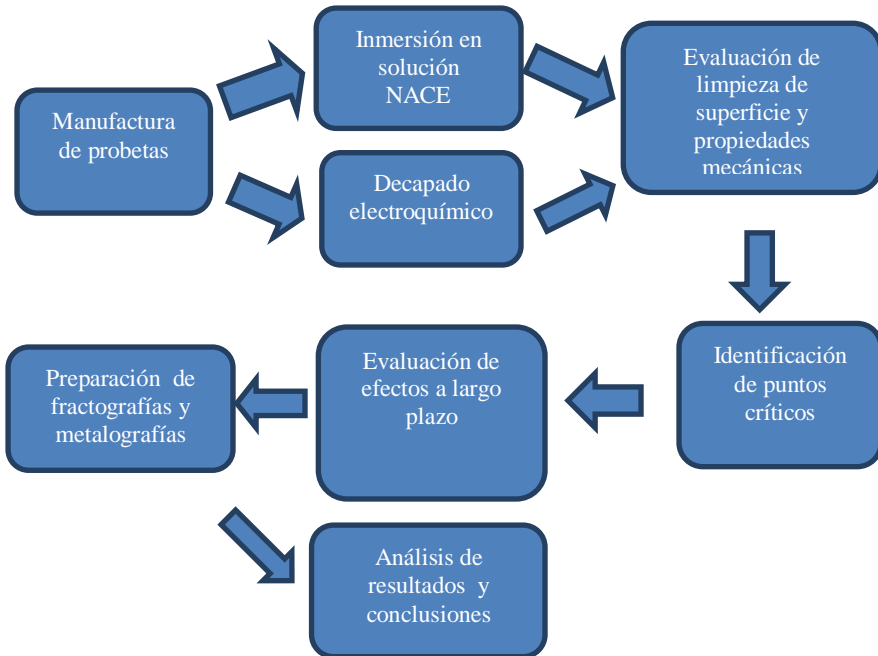 Manufactura
de probetas
Inmersión en
solución
NACE
Decapado
electroquímico
Evaluación de
limpieza de
superficie y
propiedades
mecánicas
Identificación
de puntos
críticos
Evaluación de
efectos a largo
plazo
Preparación de
fractografías y
metalografías
Análisis de
resultados y
conclusiones